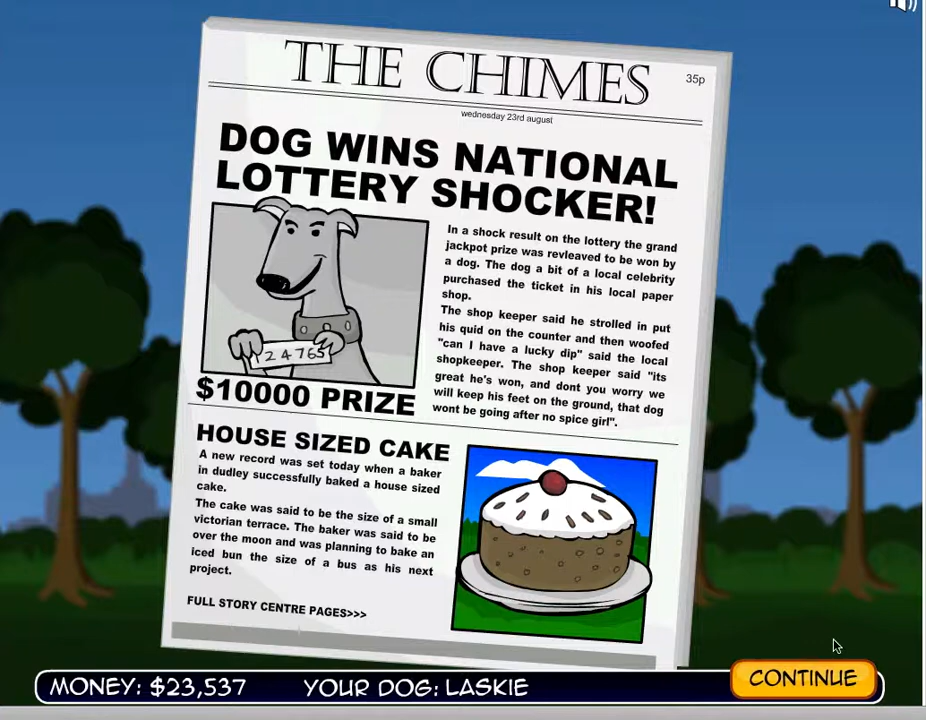 THE CHIMES
35p
wednesday 23rd august
DOG WINS NATIONAL
LOTTERY SHOCKER!
In a shock result on the lottery the grand
jackpot prize was revleaved to be won by
a dog. The dog a bit of a local celebrity
purchased the ticket in his local paper
shop.
The shop keeper said he strolled in put
his quid on the counter and then woofed
"can I have a lucky dip" said the local
shopkeeper. The shop keeper said "its
great he's won, and dont you worry we
will keep his feet on the ground, that dog
wont be going after no spice girl".
24765
$10000 PRIZE
HOUSE SIZED CAKE
A new record was set today when a baker
in dudley successfully baked a house sized
cake.
The cake was said to be the size of a small
victorian terrace. The baker was said to be
over the moon and was planning to bake an
iced bun the size of a bus as his next
project.
FULL STORY CENTRE PAGES>>>
MONEY: $23,537
YOUR DOG: LASKIE
CONTINUE